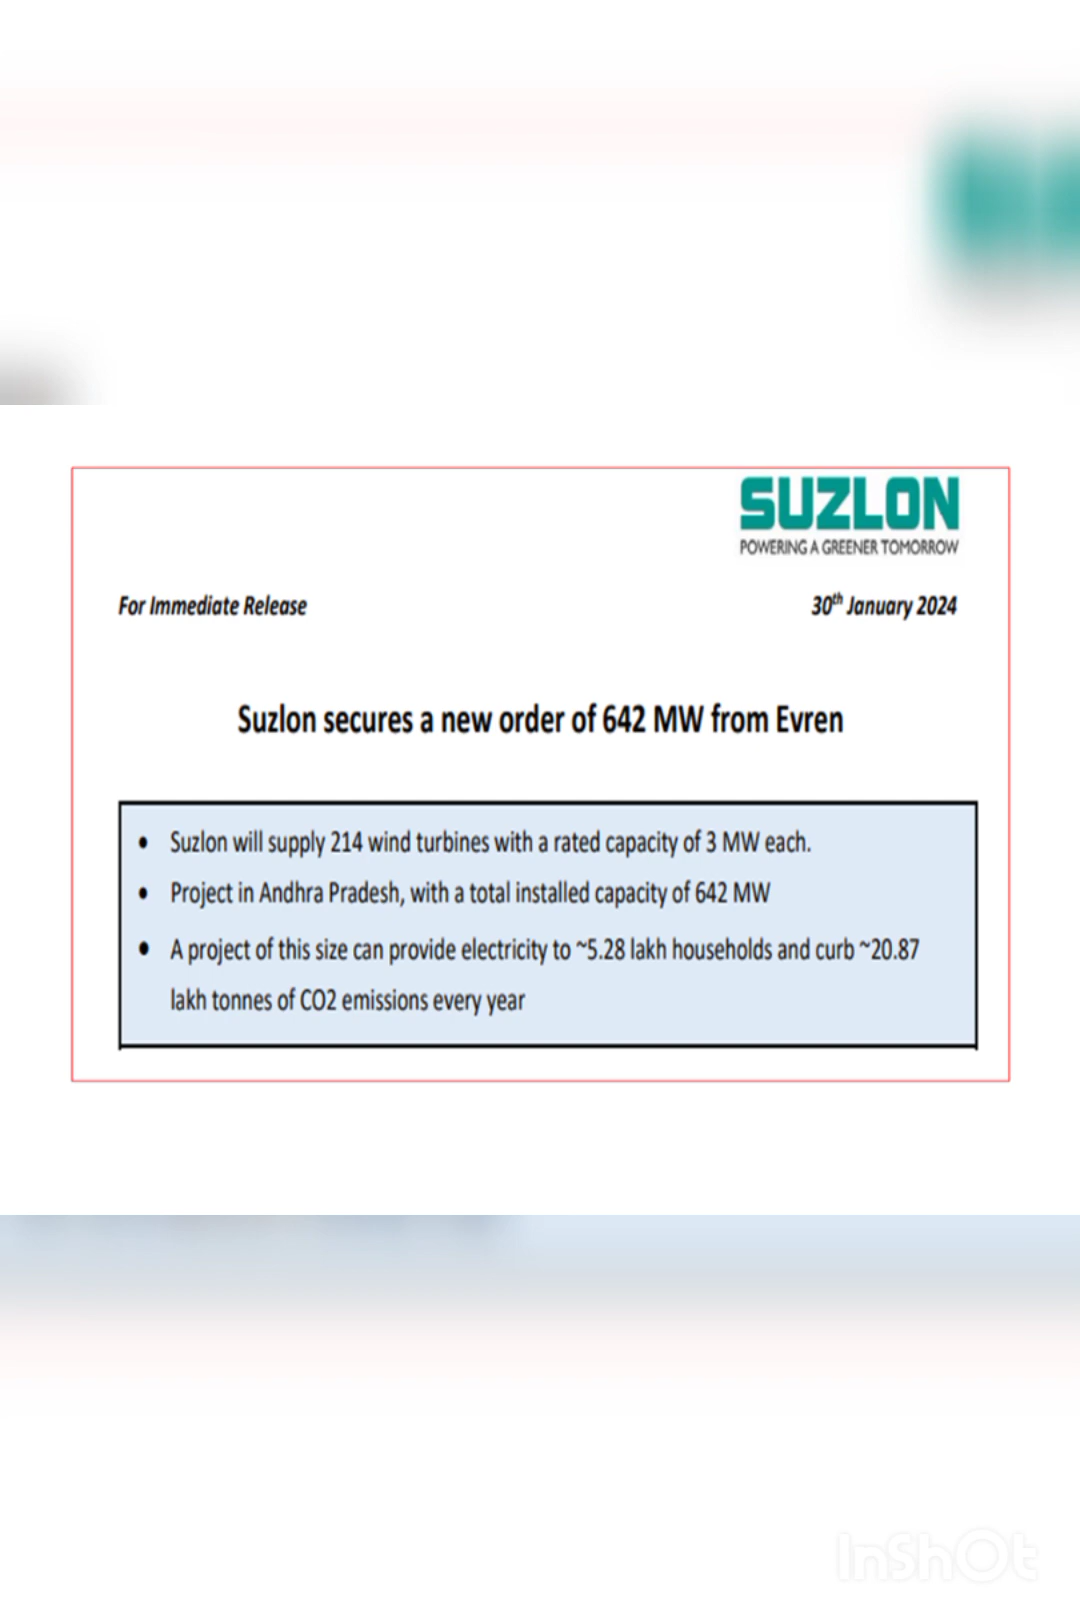 SUZLON
POWERING A GREENER TOMORROW
For Immediate Release
30th January 2024
Suzlon secures a new order of 642 MW from Evren
• Suzlon will supply 214 wind turbines with a rated capacity of 3 MW each.
• Project in Andhra Pradesh, with a total installed capacity of 642 MW
• A project of this size can provide electricity to ~5.28 lakh households and curb ~20.87
lakh tonnes of CO2 emissions every year
InShOt